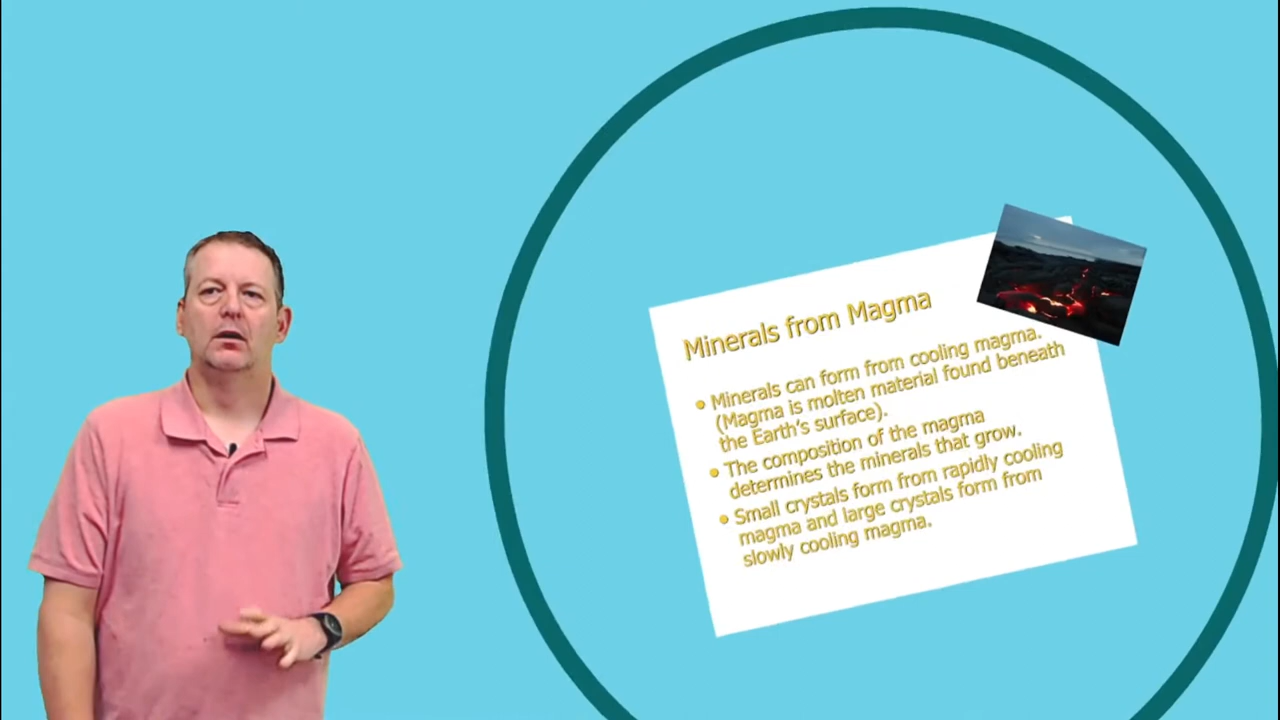 Minerals from Magma
• Minerals can form from cooling magma.
(Magma is molten material found beneath
the Earth's surface).
• The composition of the magma
determines the minerals that grow.
• Small crystals form from rapidly cooling
magma and large crystals form from
slowly cooling magma.